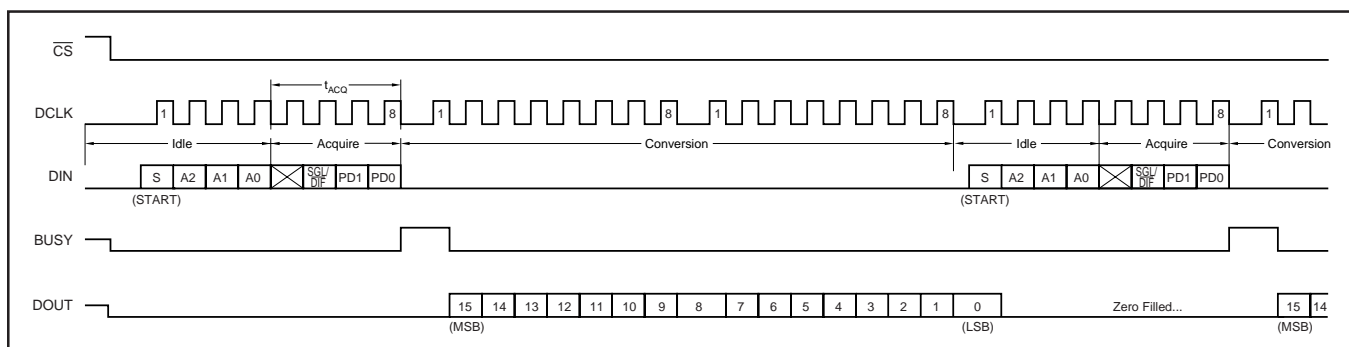 CS
tACQ
DCLK 1 8 1 8 1 8 1 8 1
Idle Acquire Conversion Idle Acquire Conversion
DIN S A2 A1 A0 SGL/DIF PD1 PD0 S A2 A1 A0 SGL/DIF PD1 PD0
(START) (START)
BUSY
DOUT 15 14 13 12 11 10 9 8 7 6 5 4 3 2 1 0 Zero Filled... 15 14
(MSB) (LSB) (MSB)